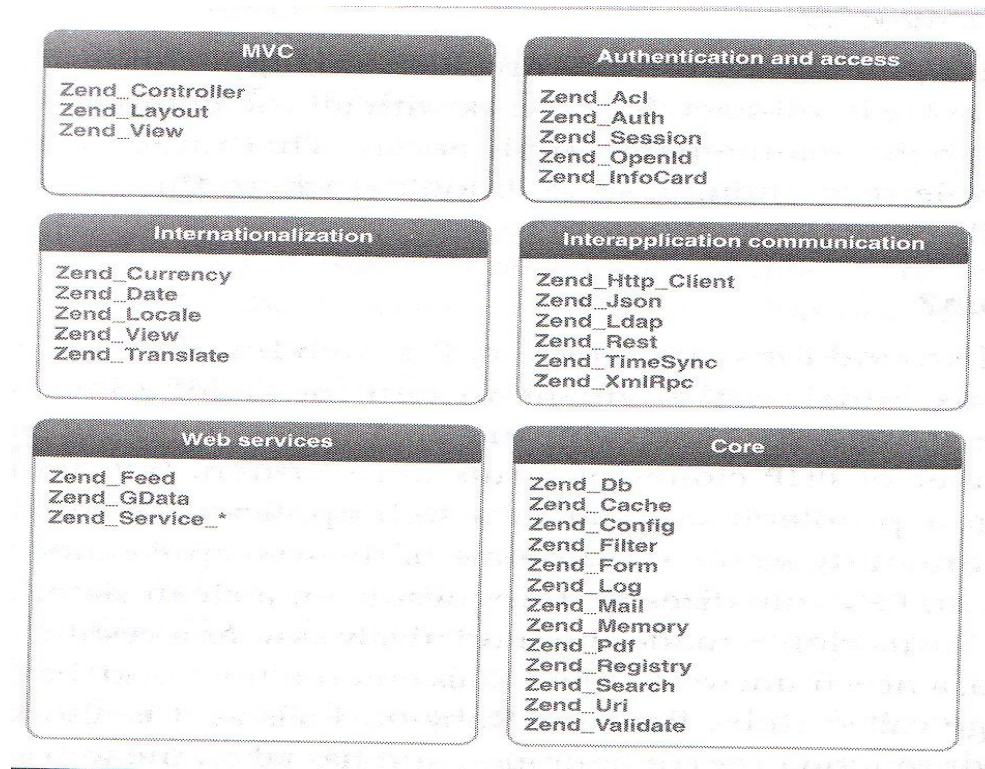 MVC
Zend_Controller
Zend_Layout
Zend_View
Authentication and access
Zend_Acl
Zend_Auth
Zend_Session
Zend_OpenId
Zend_InfoCard
Internationalization
Zend_Currency
Zend_Date
Zend_Locale
Zend_View
Zend_Translate
Interapplication communication
Zend_Http_Client
Zend_Json
Zend_Ldap
Zend_Rest
Zend_TimeSync
Zend_XmlRpc
Web services
Zend_Feed
Zend_GData
Zend_Service_*
Core
Zend_Db
Zend_Cache
Zend_Config
Zend_Filter
Zend_Form
Zend_Log
Zend_Mail
Zend_Memory
Zend_Pdf
Zend_Registry
Zend_Search
Zend_Uri
Zend_Validate